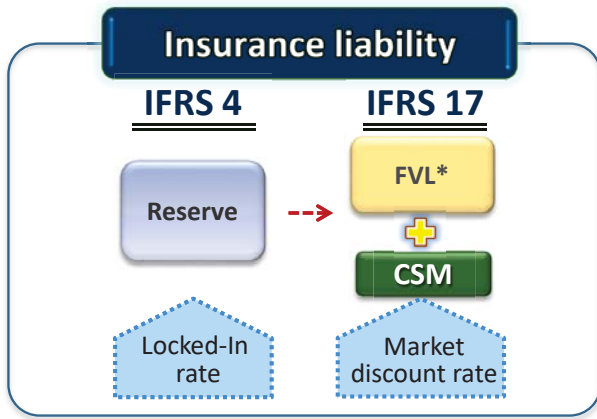 Insurance liability
IFRS 4
IFRS 17
Reserve
FVL*
CSM
Locked-In
rate
Market
discount rate